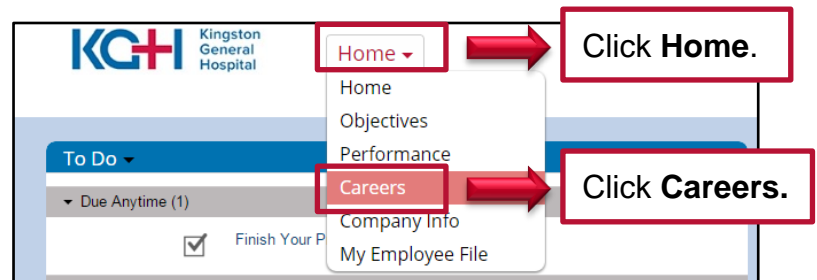 KGH Kingston
General
Hospital
Home
Click Home.
Home
Objectives
Performance
Careers
Company Info
My Employee File
Click Careers.
To Do
Due Anytime (1)
Finish Your P